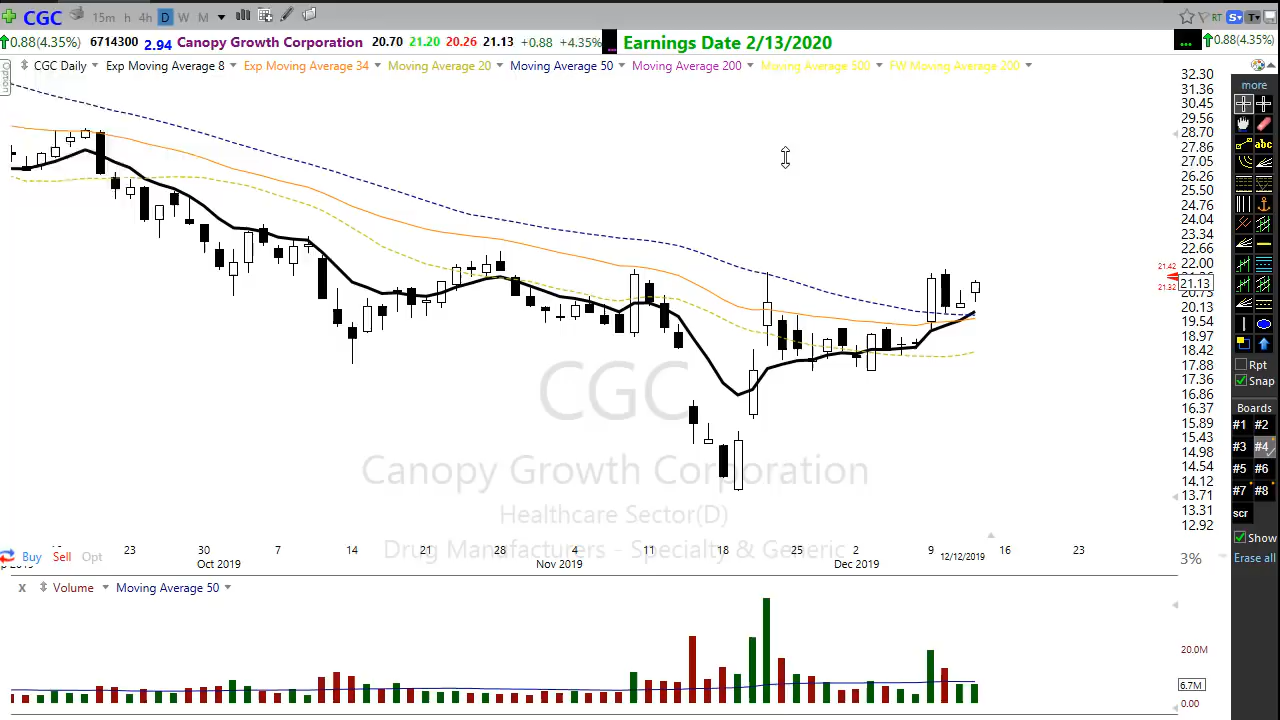 CGC 15m h 4h D W M RT S T
0.88(4.35%) 6714300 2.94 Canopy Growth Corporation 20.70 21.20 20.26 21.13 +0.88 +4.35% ... Earnings Date 2/13/2020 ... 0.88(4.35%)
CGC Daily Exp Moving Average 8 Exp Moving Average 34 Moving Average 20 Moving Average 50 Moving Average 200 Moving Average 500 FW Moving Average 200
Option
32.30
31.36
30.45
29.56
28.70
27.86
27.05
26.26
25.50
24.76
24.04
23.34
22.66
22.00
21.42
21.13
21.32
20.13
19.54
18.97
18.42
17.88
17.36
16.86
16.37
15.89
15.43
14.98
14.54
14.12
13.71
13.31
12.92
more
abc
Rpt
Snap
Boards
#1 #2
#3 #4
#5 #6
#7 #8
scr
Show
Erase all
CGC
Canopy Growth Corporation
Healthcare Sector(D)
Drug Manufacturers - Specialty & Generic
Buy Sell Opt
23 30 7 14 21 28 4 11 18 25 2 9 12/12/2019 16 23
Oct 2019 Nov 2019 Dec 2019
3%
X Volume Moving Average 50
20.0M
6.7M
0.00